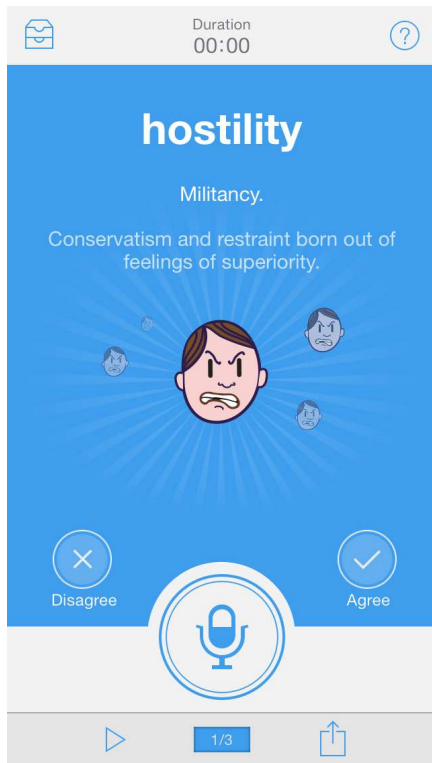 Duration
00:00
?
hostility
Militancy.
Conservatism and restraint born out of
feelings of superiority.
Disagree
Agree
1/3